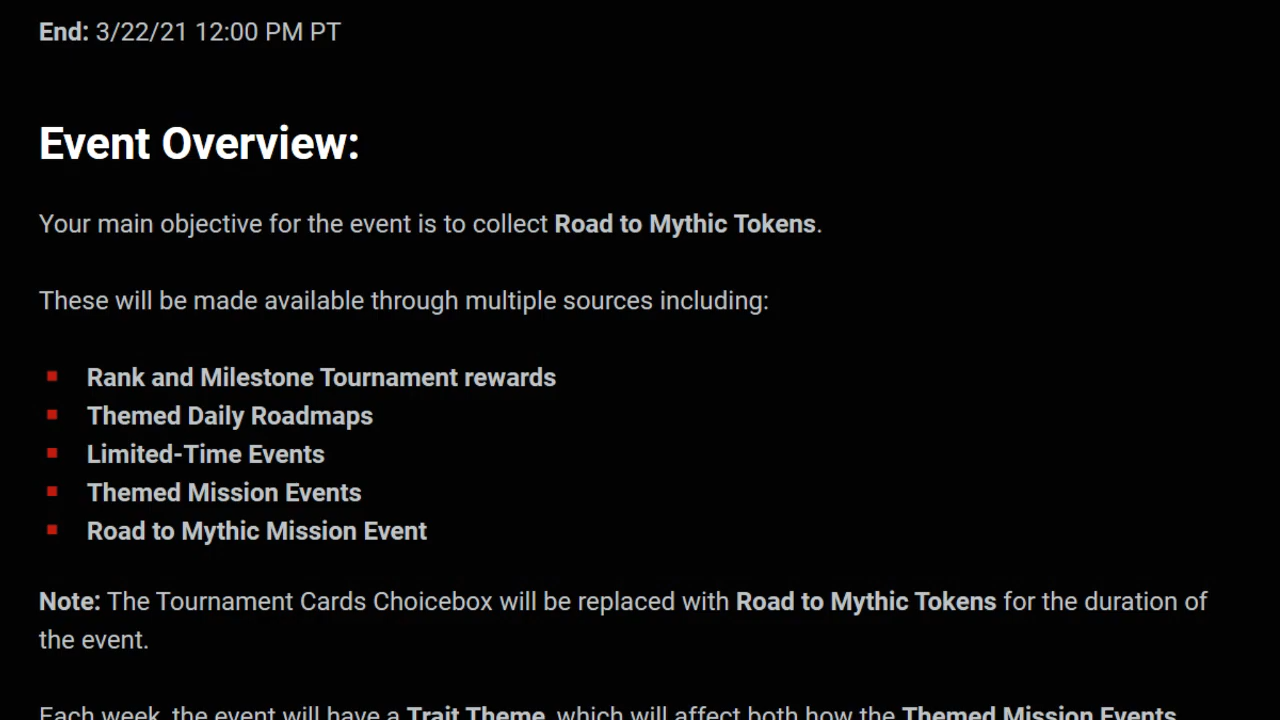 End: 3/22/21 12:00 PM PT
Event Overview:
Your main objective for the event is to collect Road to Mythic Tokens.
These will be made available through multiple sources including:
Rank and Milestone Tournament rewards
Themed Daily Roadmaps
Limited-Time Events
Themed Mission Events
Road to Mythic Mission Event
Note: The Tournament Cards Choicebox will be replaced with Road to Mythic Tokens for the duration of
the event.
Each week, the event will have a Trait Theme, which will affect both how the Themed Mission Events